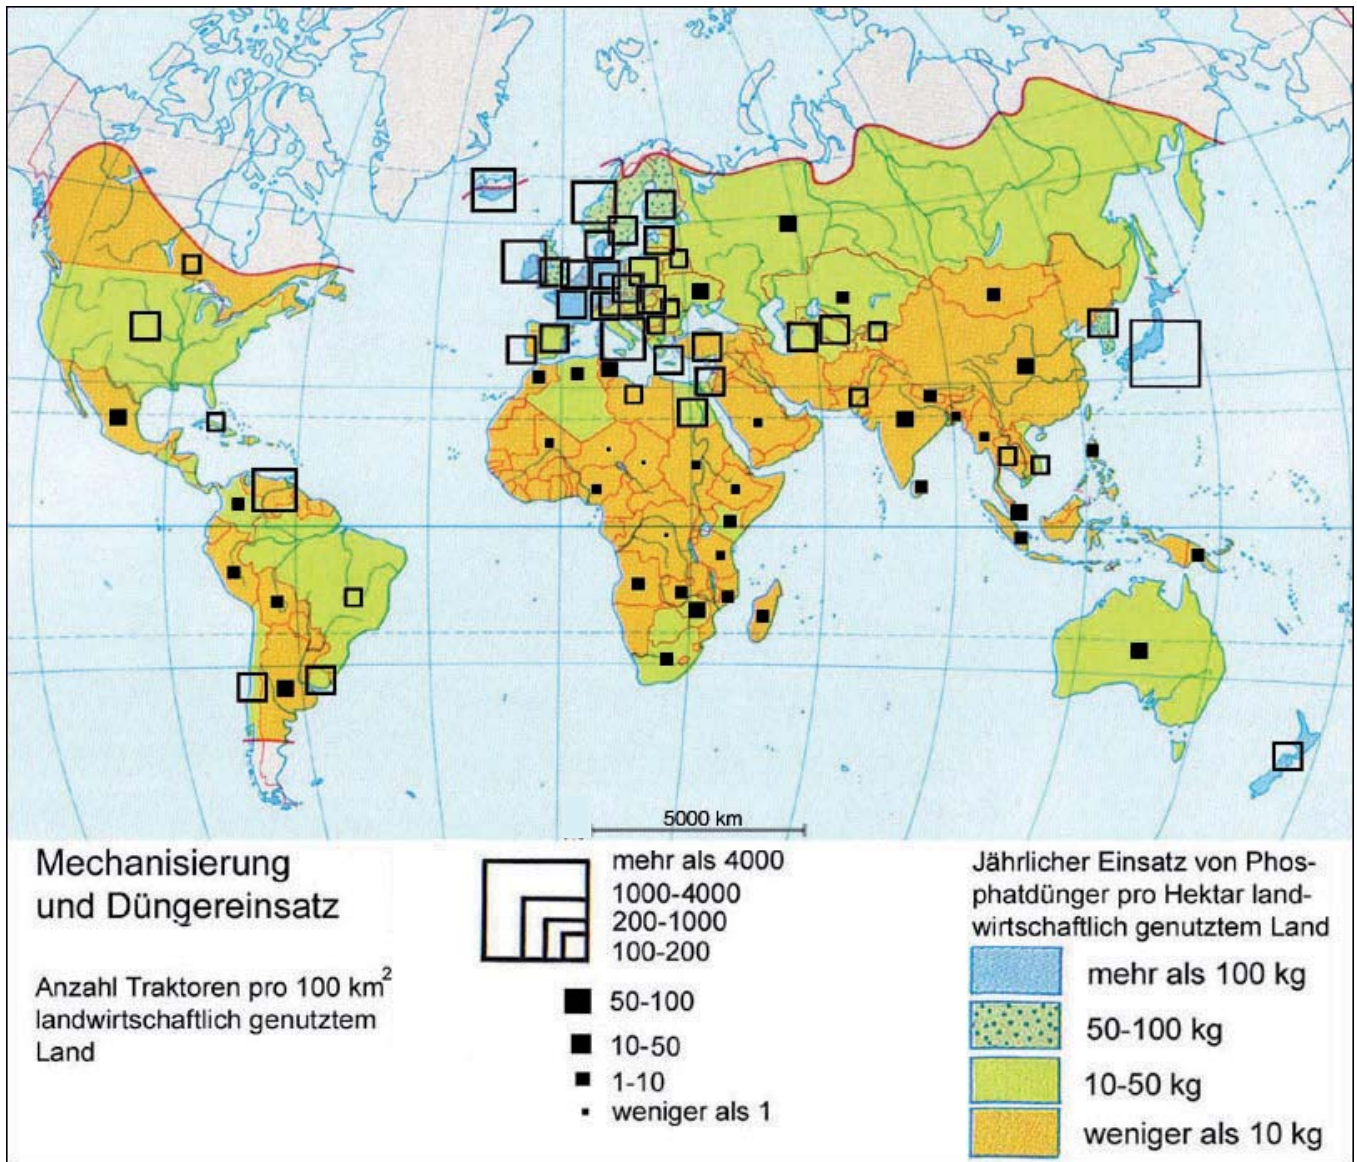 5000 km
Mechanisierung
und Düngereinsatz
Anzahl Traktoren pro 100 km²
landwirtschaftlich genutztem
Land
mehr als 4000
1000-4000
200-1000
100-200
50-100
10-50
1-10
weniger als 1
Jährlicher Einsatz von Phos-
phatdünger pro Hektar land-
wirtschaftlich genutztem Land
mehr als 100 kg
50-100 kg
10-50 kg
weniger als 10 kg